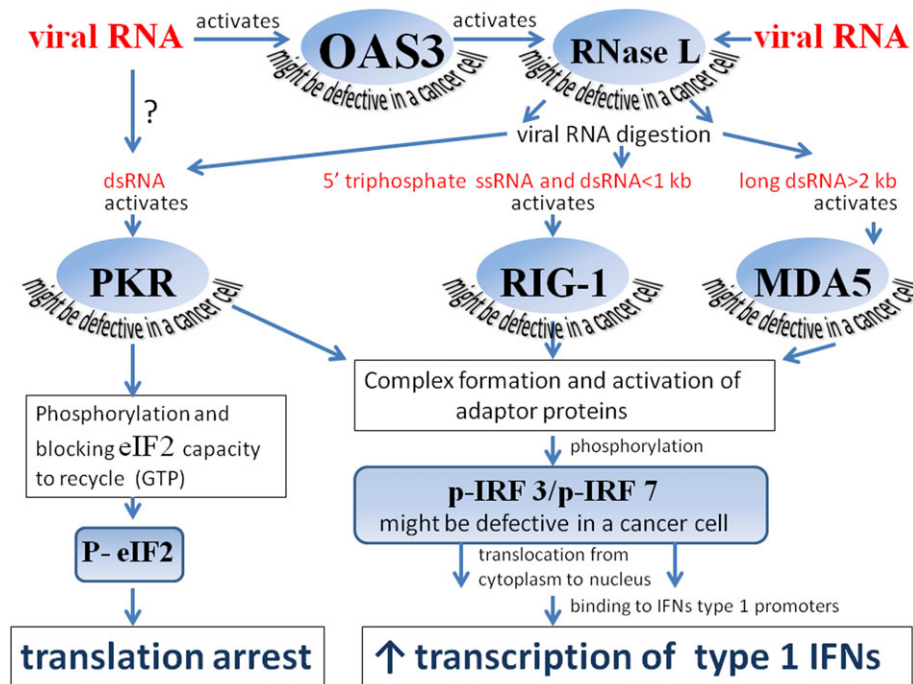 viral RNA
activates
OAS3
might be defective in a cancer cell
activates
RNase L
might be defective in a cancer cell
viral RNA
?
viral RNA digestion
dsRNA
activates
5’ triphosphate ssRNA and dsRNA<1 kb
activates
long dsRNA>2 kb
activates
PKR
might be defective in a cancer cell
RIG-1
might be defective in a cancer cell
MDA5
might be defective in a cancer cell
Phosphorylation and
blocking eIF2 capacity
to recycle (GTP)
Complex formation and activation of
adaptor proteins
phosphorylation
p-IRF 3/p-IRF 7
might be defective in a cancer cell
P- eIF2
translocation from
cytoplasm to nucleus
binding to IFNs type 1 promoters
translation arrest
↑ transcription of type 1 IFNs